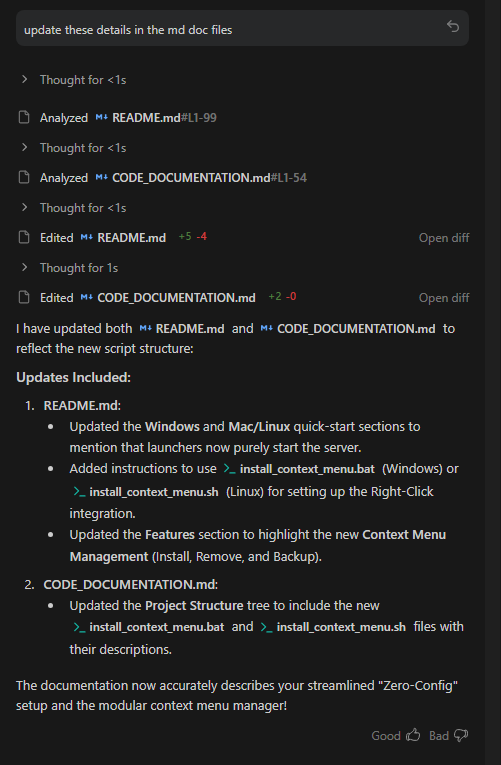 update these details in the md doc files
Thought for <1s
Analyzed M↓ README.md#L1-99
Thought for <1s
Analyzed M↓ CODE_DOCUMENTATION.md#L1-54
Thought for <1s
Edited M↓ README.md +5 -4 Open diff
Thought for 1s
Edited M↓ CODE_DOCUMENTATION.md +2 -0 Open diff
I have updated both M↓ README.md and M↓ CODE_DOCUMENTATION.md to
reflect the new script structure:
Updates Included:
1. README.md:
• Updated the Windows and Mac/Linux quick-start sections to
mention that launchers now purely start the server.
• Added instructions to use >_ install_context_menu.bat (Windows) or
>_ install_context_menu.sh (Linux) for setting up the Right-Click
integration.
• Updated the Features section to highlight the new Context Menu
Management (Install, Remove, and Backup).
2. CODE_DOCUMENTATION.md:
• Updated the Project Structure tree to include the new
>_ install_context_menu.bat and >_ install_context_menu.sh files with
their descriptions.
The documentation now accurately describes your streamlined "Zero-Config"
setup and the modular context menu manager!
Good Bad